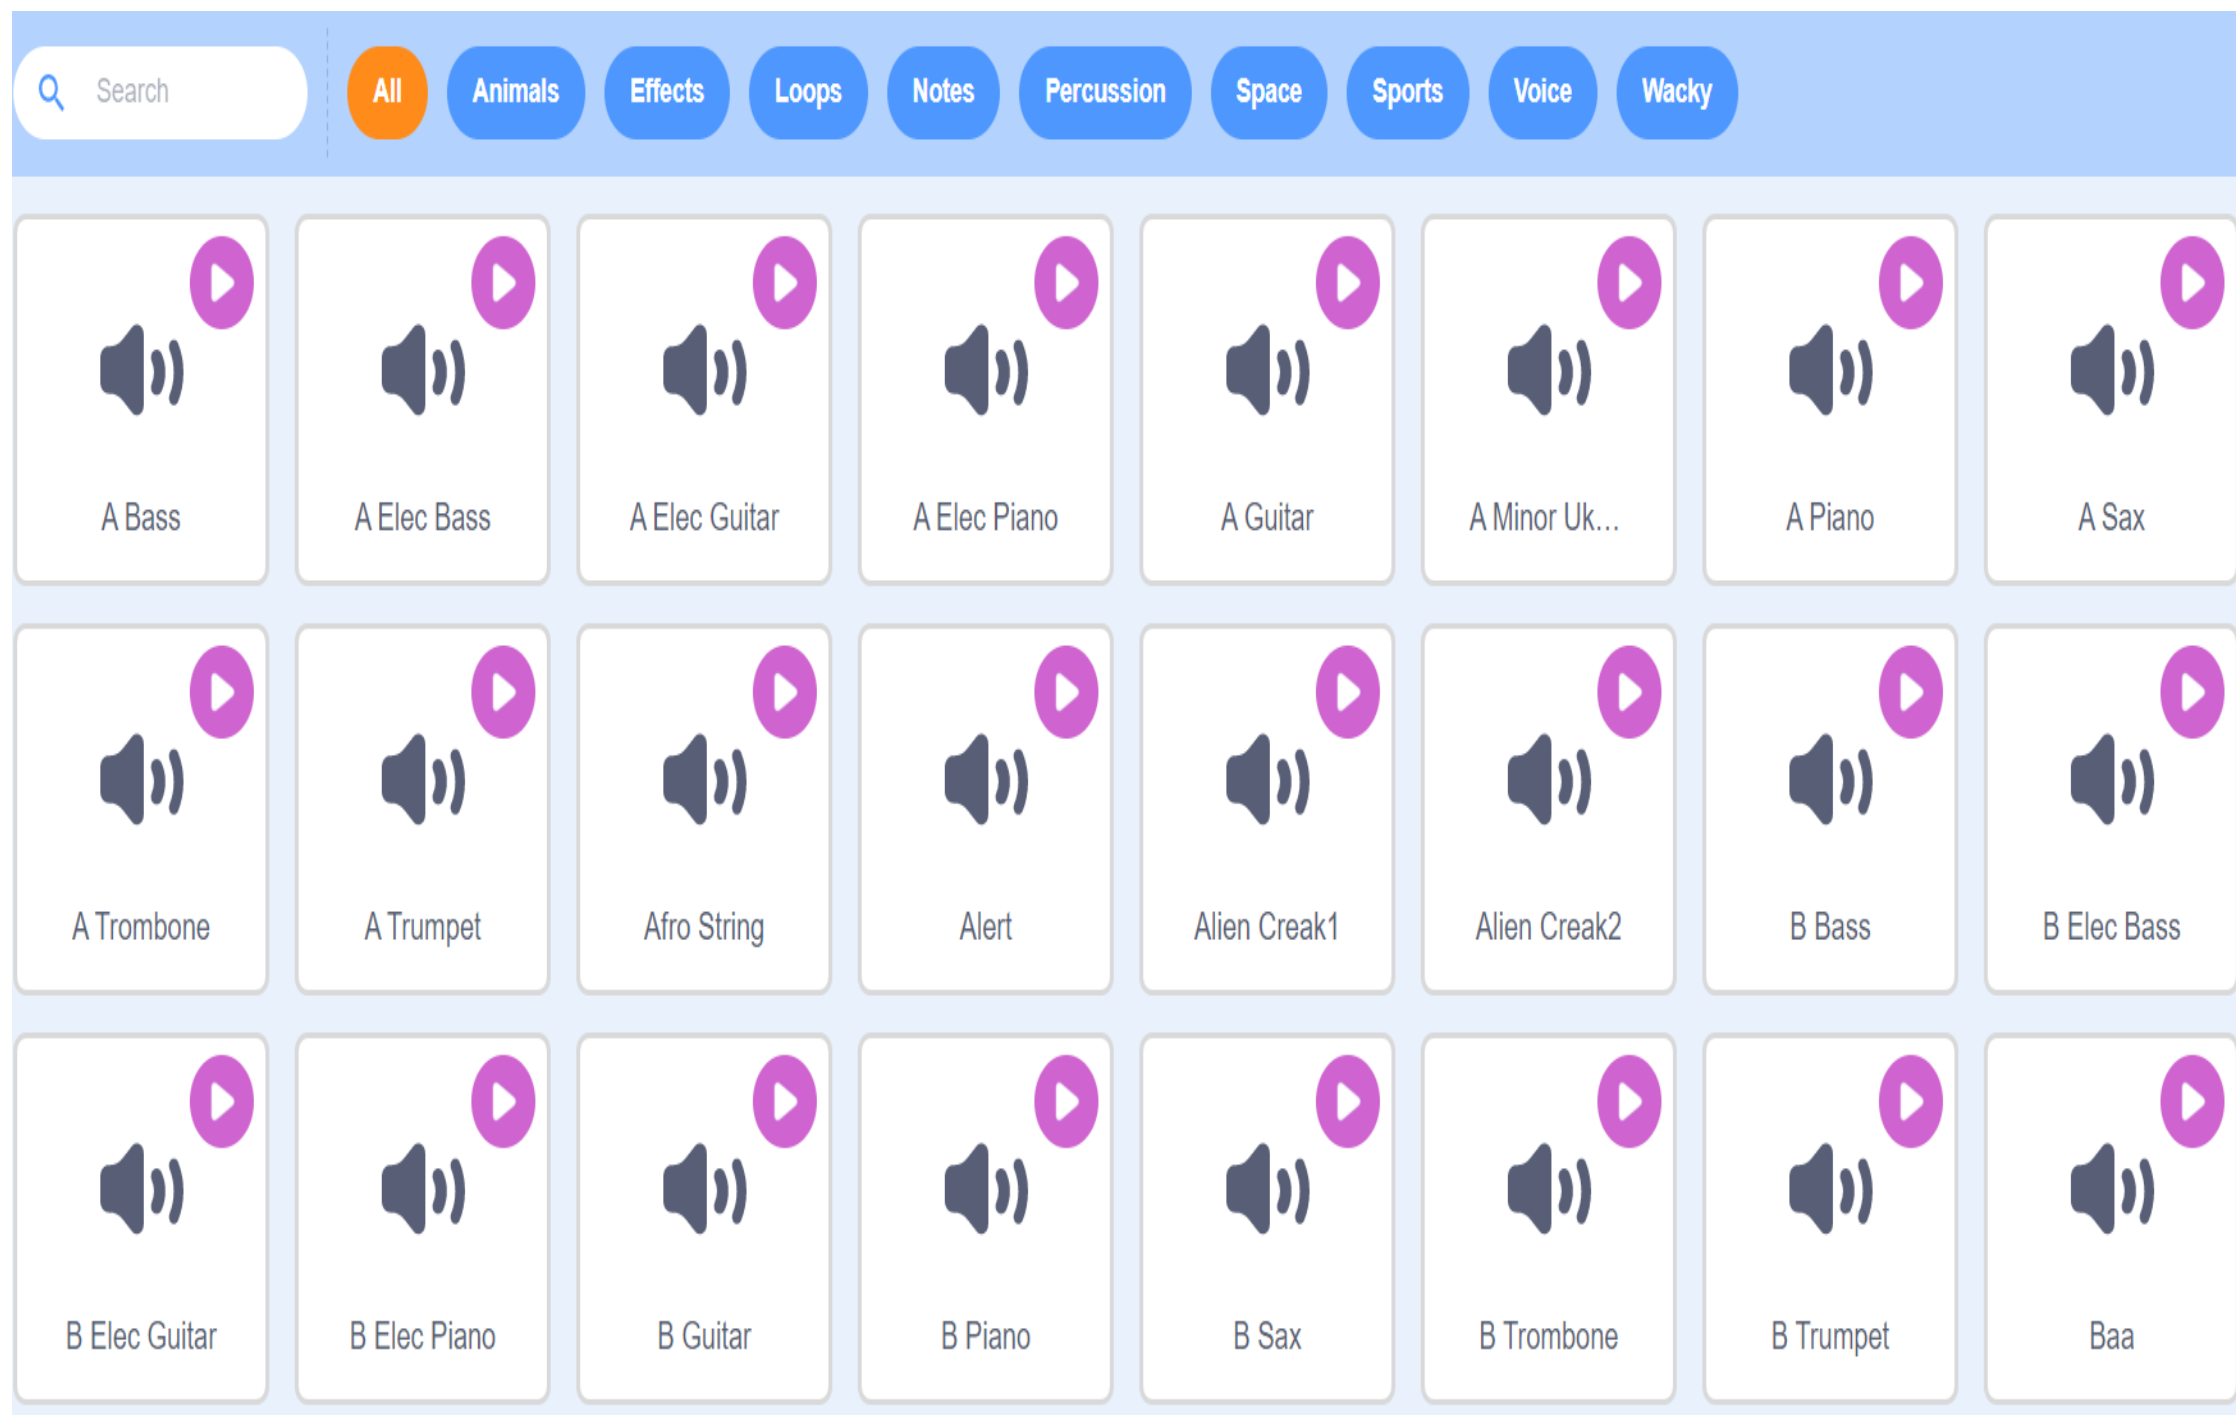 Search All Animals Effects Loops Notes Percussion Space Sports Voice Wacky
A Bass A Elec Bass A Elec Guitar A Elec Piano A Guitar A Minor Uk... A Piano A Sax
A Trombone A Trumpet Afro String Alert Alien Creak1 Alien Creak2 B Bass B Elec Bass
B Elec Guitar B Elec Piano B Guitar B Piano B Sax B Trombone B Trumpet Baa